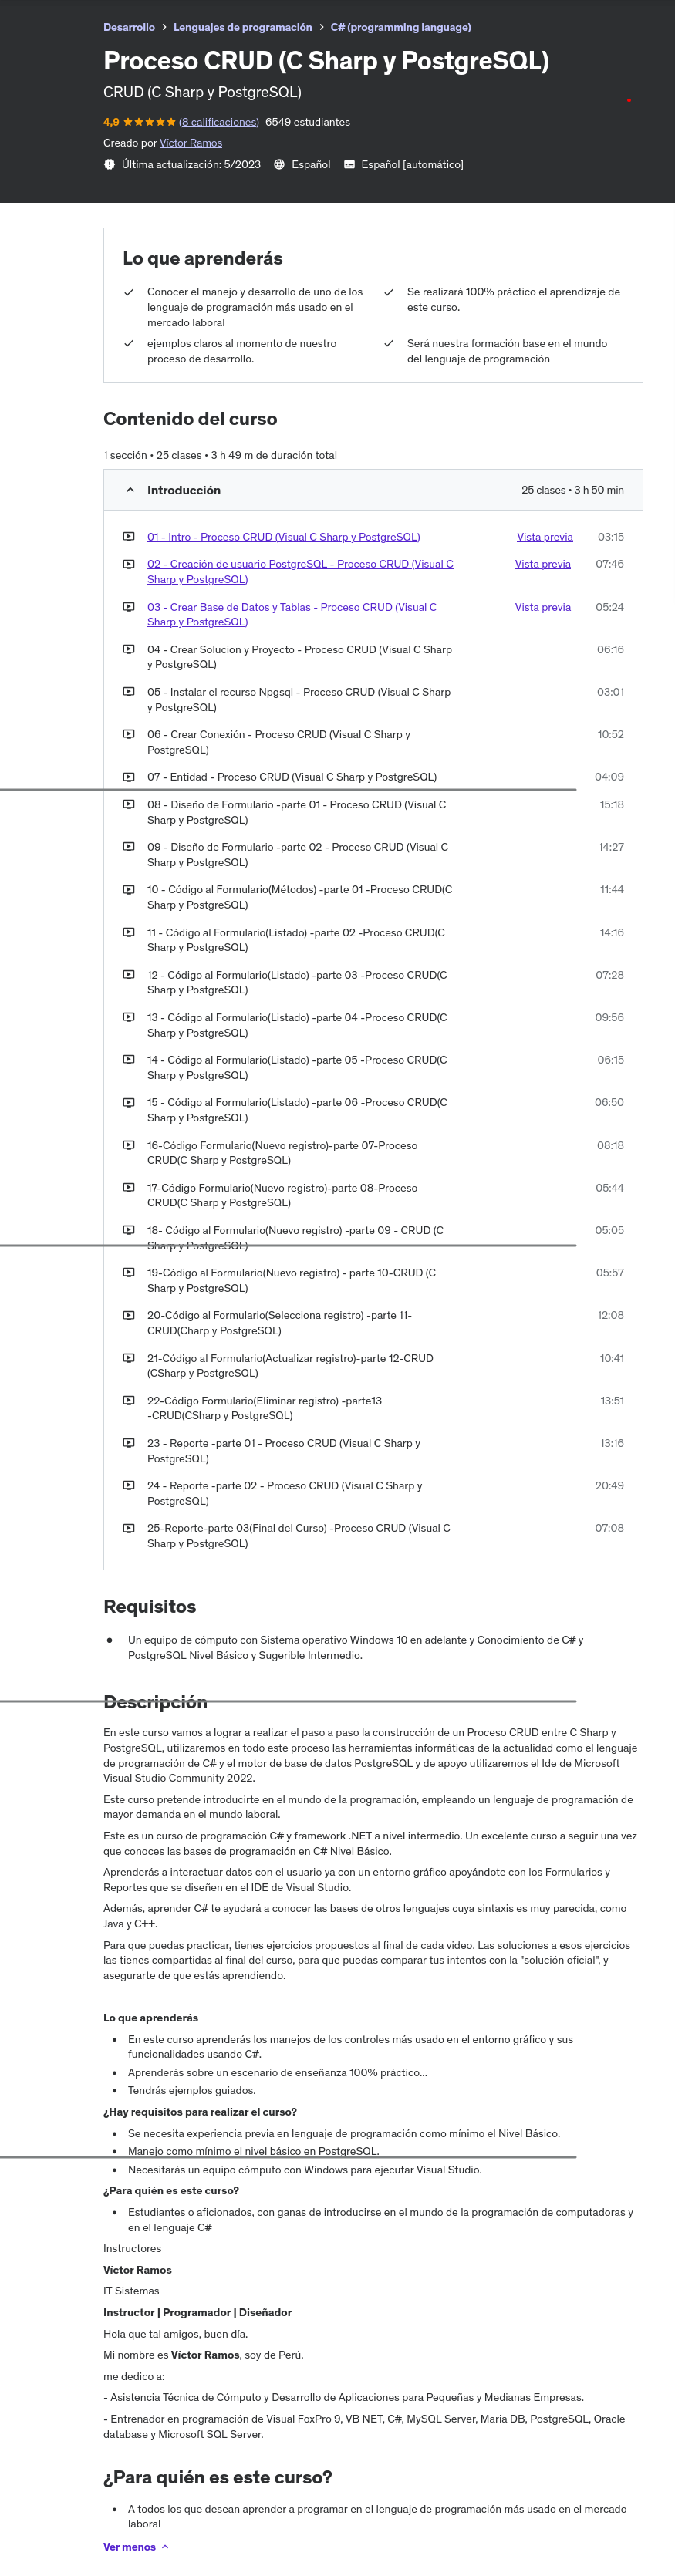 Desarrollo > Lenguajes de programación > C# (programming language)
Proceso CRUD (C Sharp y PostgreSQL)
CRUD (C Sharp y PostgreSQL)
4,9 ★★★★★ (8 calificaciones) 6549 estudiantes
Creado por Víctor Ramos
Última actualización: 5/2023 Español Español [automático]
Lo que aprenderás
Conocer el manejo y desarrollo de uno de los
lenguaje de programación más usado en el
mercado laboral
Se realizará 100% práctico el aprendizaje de
este curso.
ejemplos claros al momento de nuestro
proceso de desarrollo.
Será nuestra formación base en el mundo
del lenguaje de programación
Contenido del curso
1 sección • 25 clases • 3 h 49 m de duración total
Introducción 25 clases • 3 h 50 min
01 - Intro - Proceso CRUD (Visual C Sharp y PostgreSQL) Vista previa 03:15
02 - Creación de usuario PostgreSQL - Proceso CRUD (Visual C Vista previa 07:46
Sharp y PostgreSQL)
03 - Crear Base de Datos y Tablas - Proceso CRUD (Visual C Vista previa 05:24
Sharp y PostgreSQL)
04 - Crear Solucion y Proyecto - Proceso CRUD (Visual C Sharp 06:16
y PostgreSQL)
05 - Instalar el recurso Npgsql - Proceso CRUD (Visual C Sharp 03:01
y PostgreSQL)
06 - Crear Conexión - Proceso CRUD (Visual C Sharp y 10:52
PostgreSQL)
07 - Entidad - Proceso CRUD (Visual C Sharp y PostgreSQL) 04:09
08 - Diseño de Formulario -parte 01 - Proceso CRUD (Visual C 15:18
Sharp y PostgreSQL)
09 - Diseño de Formulario -parte 02 - Proceso CRUD (Visual C 14:27
Sharp y PostgreSQL)
10 - Código al Formulario(Métodos) -parte 01 -Proceso CRUD(C 11:44
Sharp y PostgreSQL)
11 - Código al Formulario(Listado) -parte 02 -Proceso CRUD(C 14:16
Sharp y PostgreSQL)
12 - Código al Formulario(Listado) -parte 03 -Proceso CRUD(C 07:28
Sharp y PostgreSQL)
13 - Código al Formulario(Listado) -parte 04 -Proceso CRUD(C 09:56
Sharp y PostgreSQL)
14 - Código al Formulario(Listado) -parte 05 -Proceso CRUD(C 06:15
Sharp y PostgreSQL)
15 - Código al Formulario(Listado) -parte 06 -Proceso CRUD(C 06:50
Sharp y PostgreSQL)
16-Código Formulario(Nuevo registro)-parte 07-Proceso 08:18
CRUD(C Sharp y PostgreSQL)
17-Código Formulario(Nuevo registro)-parte 08-Proceso 05:44
CRUD(C Sharp y PostgreSQL)
18- Código al Formulario(Nuevo registro) -parte 09 - CRUD (C 05:05
Sharp y PostgreSQL)
19-Código al Formulario(Nuevo registro) - parte 10-CRUD (C 05:57
Sharp y PostgreSQL)
20-Código al Formulario(Selecciona registro) -parte 11- 12:08
CRUD(Charp y PostgreSQL)
21-Código al Formulario(Actualizar registro)-parte 12-CRUD 10:41
(CSharp y PostgreSQL)
22-Código Formulario(Eliminar registro) -parte13 13:51
-CRUD(CSharp y PostgreSQL)
23 - Reporte -parte 01 - Proceso CRUD (Visual C Sharp y 13:16
PostgreSQL)
24 - Reporte -parte 02 - Proceso CRUD (Visual C Sharp y 20:49
PostgreSQL)
25-Reporte-parte 03(Final del Curso) -Proceso CRUD (Visual C 07:08
Sharp y PostgreSQL)
Requisitos
• Un equipo de cómputo con Sistema operativo Windows 10 en adelante y Conocimiento de C# y
PostgreSQL Nivel Básico y Sugerible Intermedio.
Descripción
En este curso vamos a lograr a realizar el paso a paso la construcción de un Proceso CRUD entre C Sharp y
PostgreSQL, utilizaremos en todo este proceso las herramientas informáticas de la actualidad como el lenguaje
de programación de C# y el motor de base de datos PostgreSQL y de apoyo utilizaremos el Ide de Microsoft
Visual Studio Community 2022.
Este curso pretende introducirte en el mundo de la programación, empleando un lenguaje de programación de
mayor demanda en el mundo laboral.
Este es un curso de programación C# y framework .NET a nivel intermedio. Un excelente curso a seguir una vez
que conoces las bases de programación en C# Nivel Básico.
Aprenderás a interactuar datos con el usuario ya con un entorno gráfico apoyándote con los Formularios y
Reportes que se diseñen en el IDE de Visual Studio.
Además, aprender C# te ayudará a conocer las bases de otros lenguajes cuya sintaxis es muy parecida, como
Java y C++.
Para que puedas practicar, tienes ejercicios propuestos al final de cada video. Las soluciones a esos ejercicios
las tienes compartidas al final del curso, para que puedas comparar tus intentos con la "solución oficial", y
asegurarte de que estás aprendiendo.
Lo que aprenderás
• En este curso aprenderás los manejos de los controles más usado en el entorno gráfico y sus
funcionalidades usando C#.
• Aprenderás sobre un escenario de enseñanza 100% práctico...
• Tendrás ejemplos guiados.
¿Hay requisitos para realizar el curso?
• Se necesita experiencia previa en lenguaje de programación como mínimo el Nivel Básico.
• Manejo como mínimo el nivel básico en PostgreSQL.
• Necesitarás un equipo cómputo con Windows para ejecutar Visual Studio.
¿Para quién es este curso?
• Estudiantes o aficionados, con ganas de introducirse en el mundo de la programación de computadoras y
en el lenguaje C#
Instructores
Víctor Ramos
IT Sistemas
Instructor | Programador | Diseñador
Hola que tal amigos, buen día.
Mi nombre es Víctor Ramos, soy de Perú.
me dedico a:
- Asistencia Técnica de Cómputo y Desarrollo de Aplicaciones para Pequeñas y Medianas Empresas.
- Entrenador en programación de Visual FoxPro 9, VB NET, C#, MySQL Server, Maria DB, PostgreSQL, Oracle
database y Microsoft SQL Server.
¿Para quién es este curso?
• A todos los que desean aprender a programar en el lenguaje de programación más usado en el mercado
laboral
Ver menos